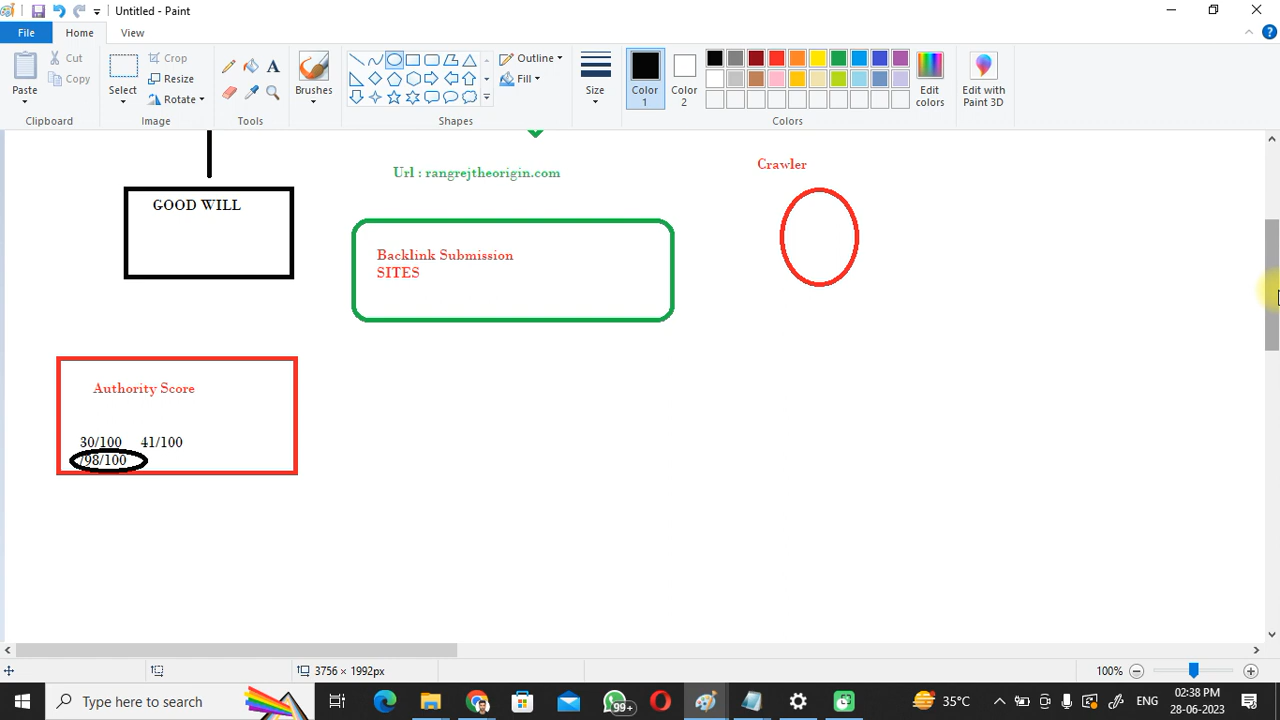 Untitled - Paint
File
Home
View
Paste
Cut
Copy
Clipboard
Select
Crop
Resize
Rotate
Image
Tools
Brushes
Shapes
Outline
Fill
Size
Color 1
Color 2
Colors
Edit colors
Edit with Paint 3D
Url : rangrejtheorigin.com
Crawler
GOOD WILL
Backlink Submission
SITES
Authority Score
30/100 41/100
/98/100
3756 × 1992px
100%
Type here to search
99+
35°C
ENG
02:38 PM
28-06-2023